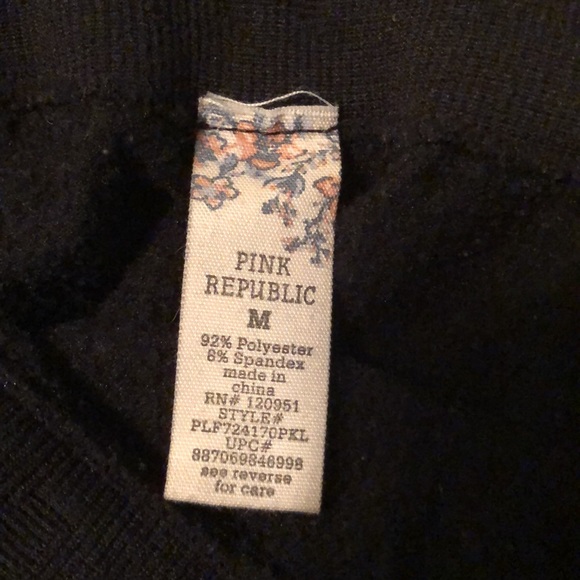 PINK
REPUBLIC
M
92% Polyester
8% Spandex
made in
china
RN# 120951
STYLE#
PLF724170PKL
UPC#
887069846998
see reverse
for care